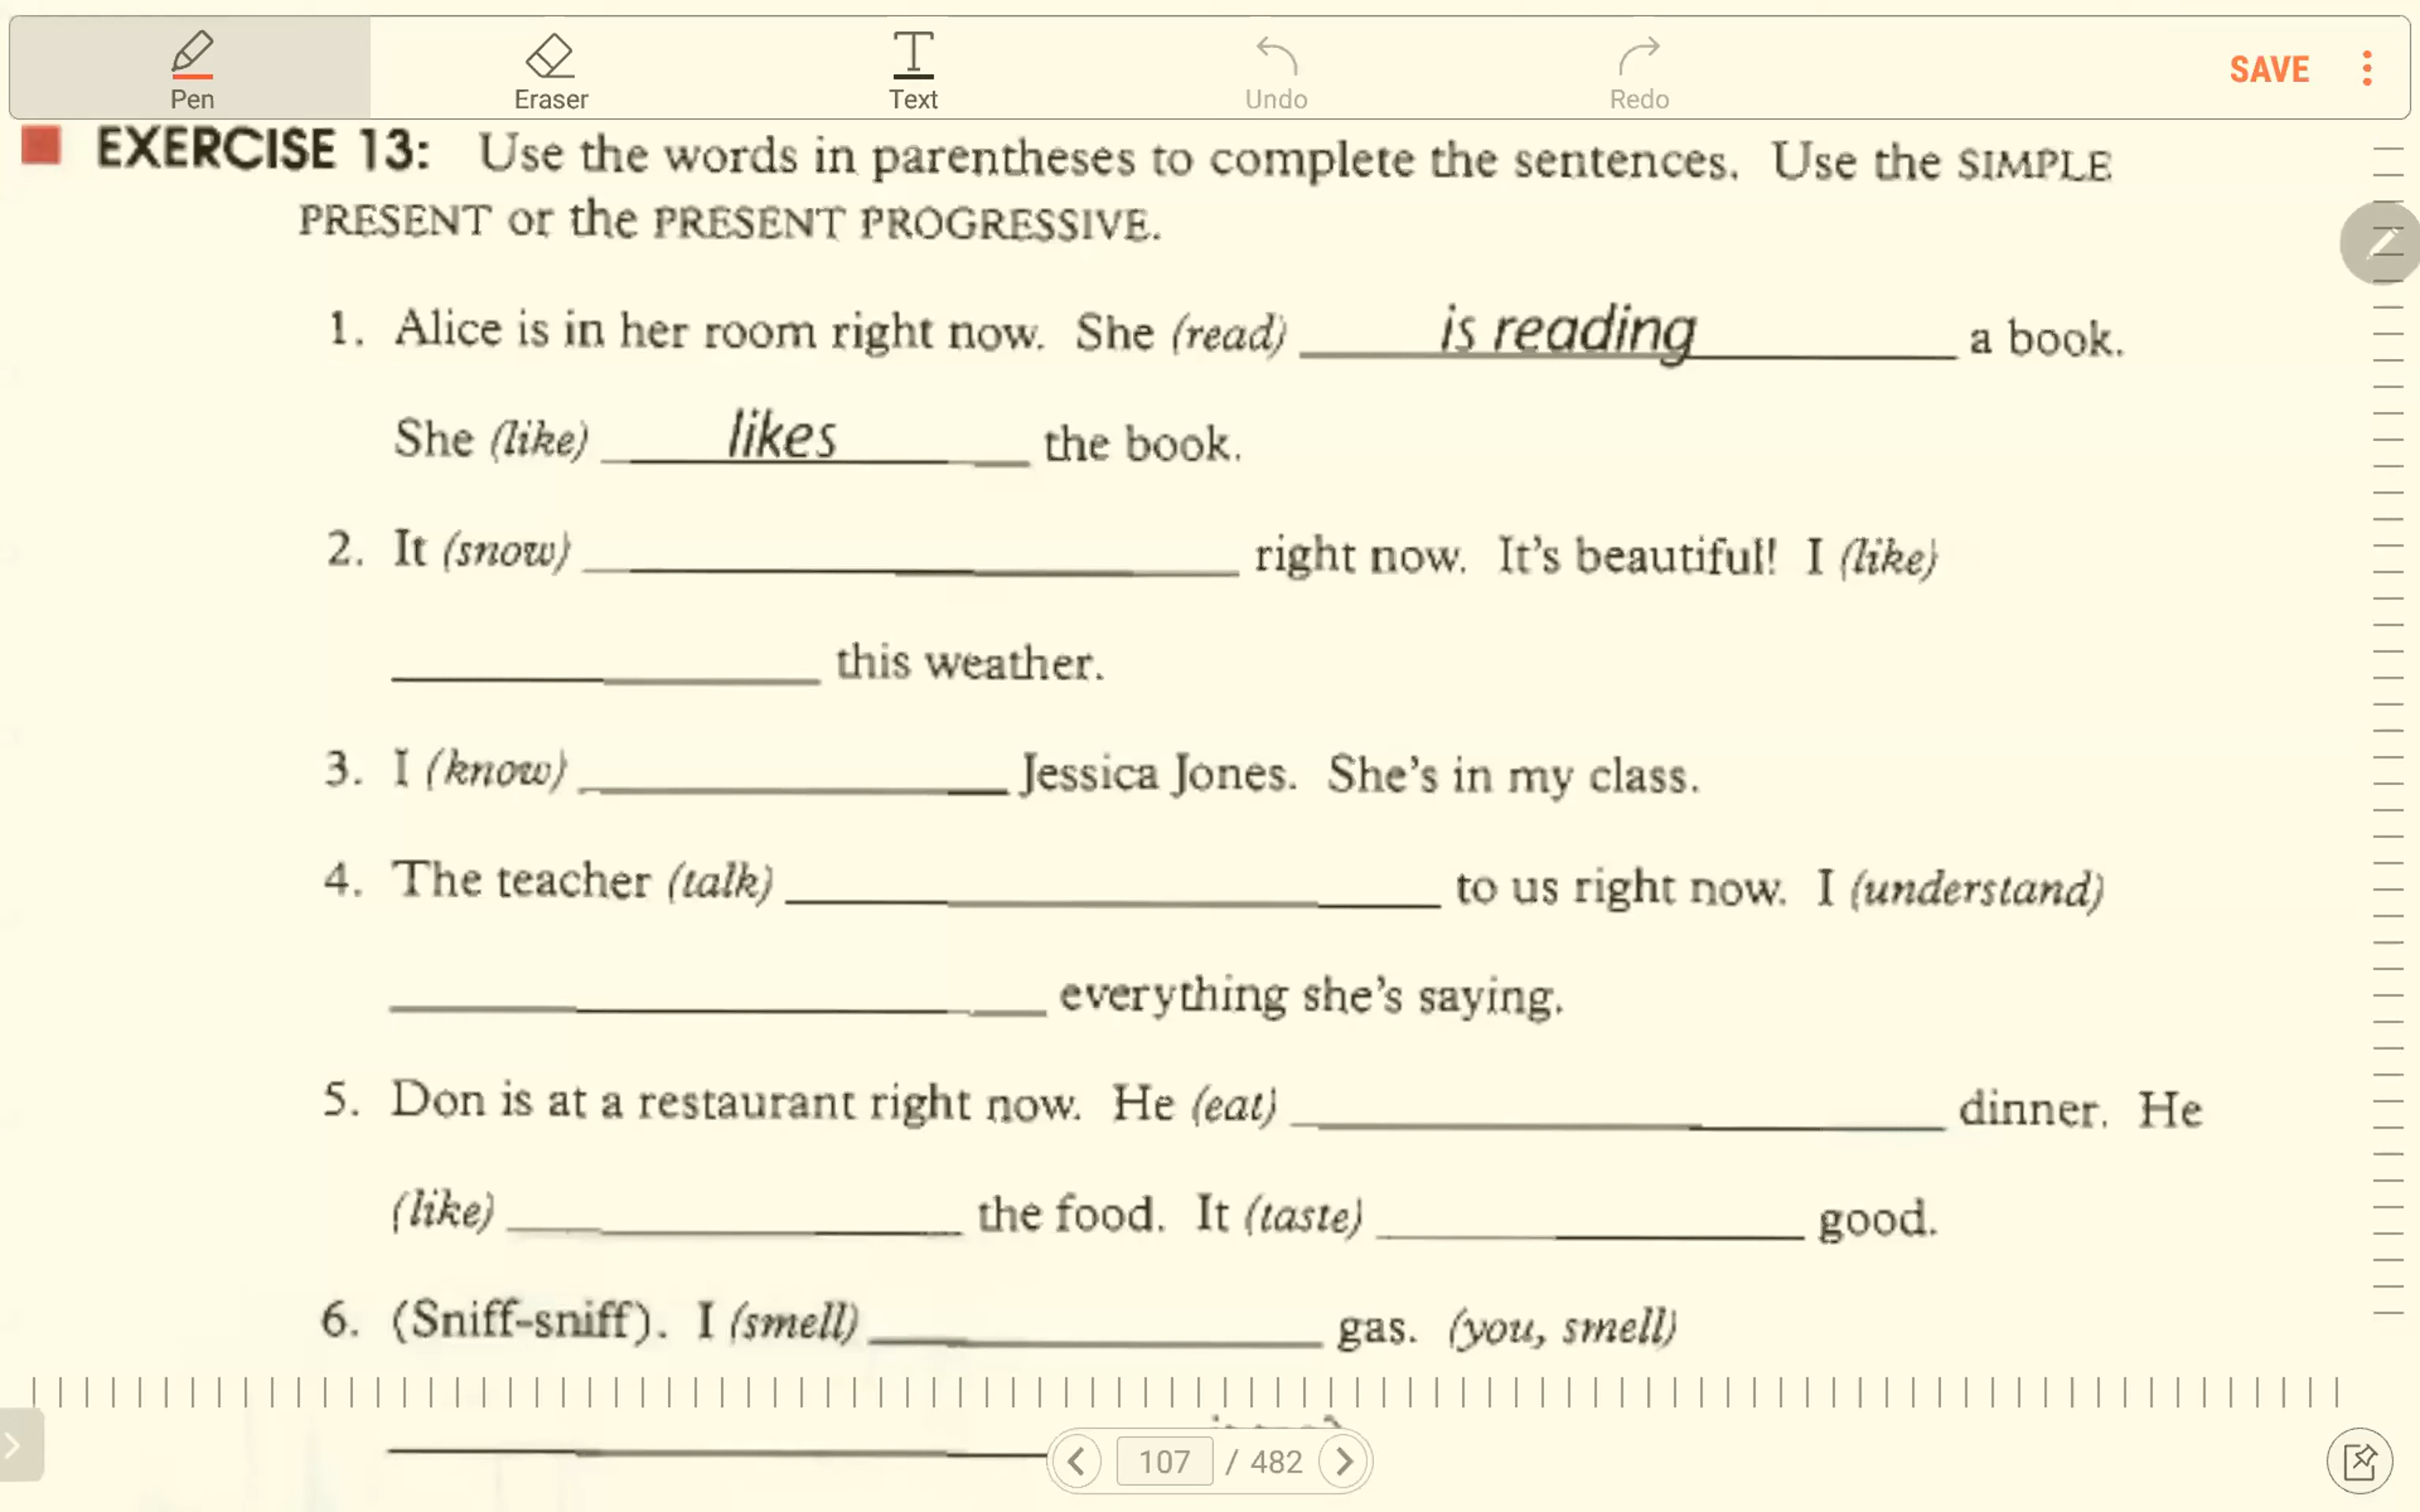 Pen Eraser Text Undo Redo SAVE
EXERCISE 13: Use the words in parentheses to complete the sentences. Use the SIMPLE
PRESENT or the PRESENT PROGRESSIVE.
1. Alice is in her room right now. She (read) is reading a book.
She (like) likes the book.
2. It (snow) right now. It's beautiful! I (like)
this weather.
3. I (know) Jessica Jones. She's in my class.
4. The teacher (talk) to us right now. I (understand)
everything she's saying.
5. Don is at a restaurant right now. He (eat) dinner. He
(like) the food. It (taste) good.
6. (Sniff-sniff). I (smell) gas. (you, smell)
107 / 482